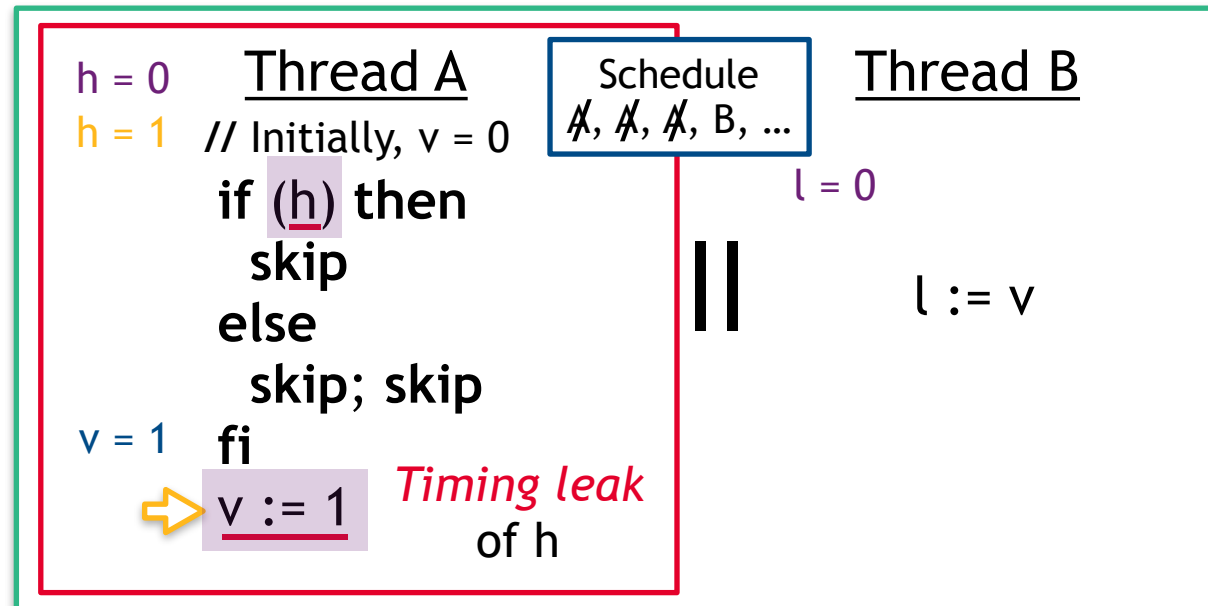 Thread A
Schedule
A, A, A, B, …
Thread B
h = 0
h = 1
// Initially, v = 0
if (h) then
skip
else
skip; skip
fi
v = 1
v := 1
Timing leak
of h
l = 0
||
l := v